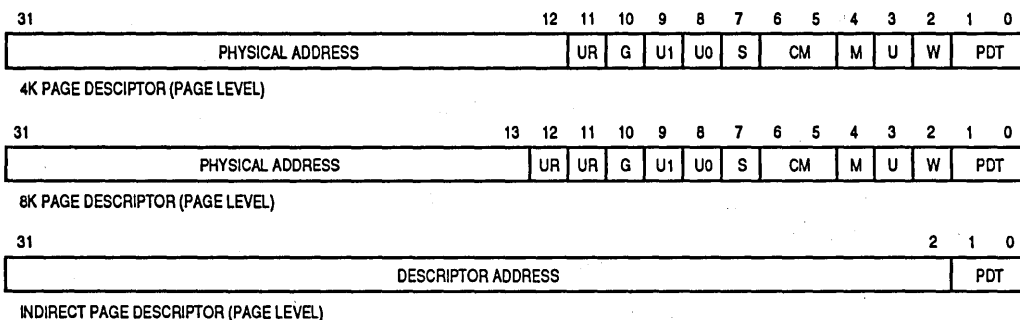 31 12 11 10 9 8 7 6 5 4 3 2 1 0
PHYSICAL ADDRESS UR G U1 U0 S CM M U W PDT
4K PAGE DESCIPTOR (PAGE LEVEL)
31 13 12 11 10 9 8 7 6 5 4 3 2 1 0
PHYSICAL ADDRESS UR UR G U1 U0 S CM M U W PDT
8K PAGE DESCRIPTOR (PAGE LEVEL)
31 2 1 0
DESCRIPTOR ADDRESS PDT
INDIRECT PAGE DESCRIPTOR (PAGE LEVEL)